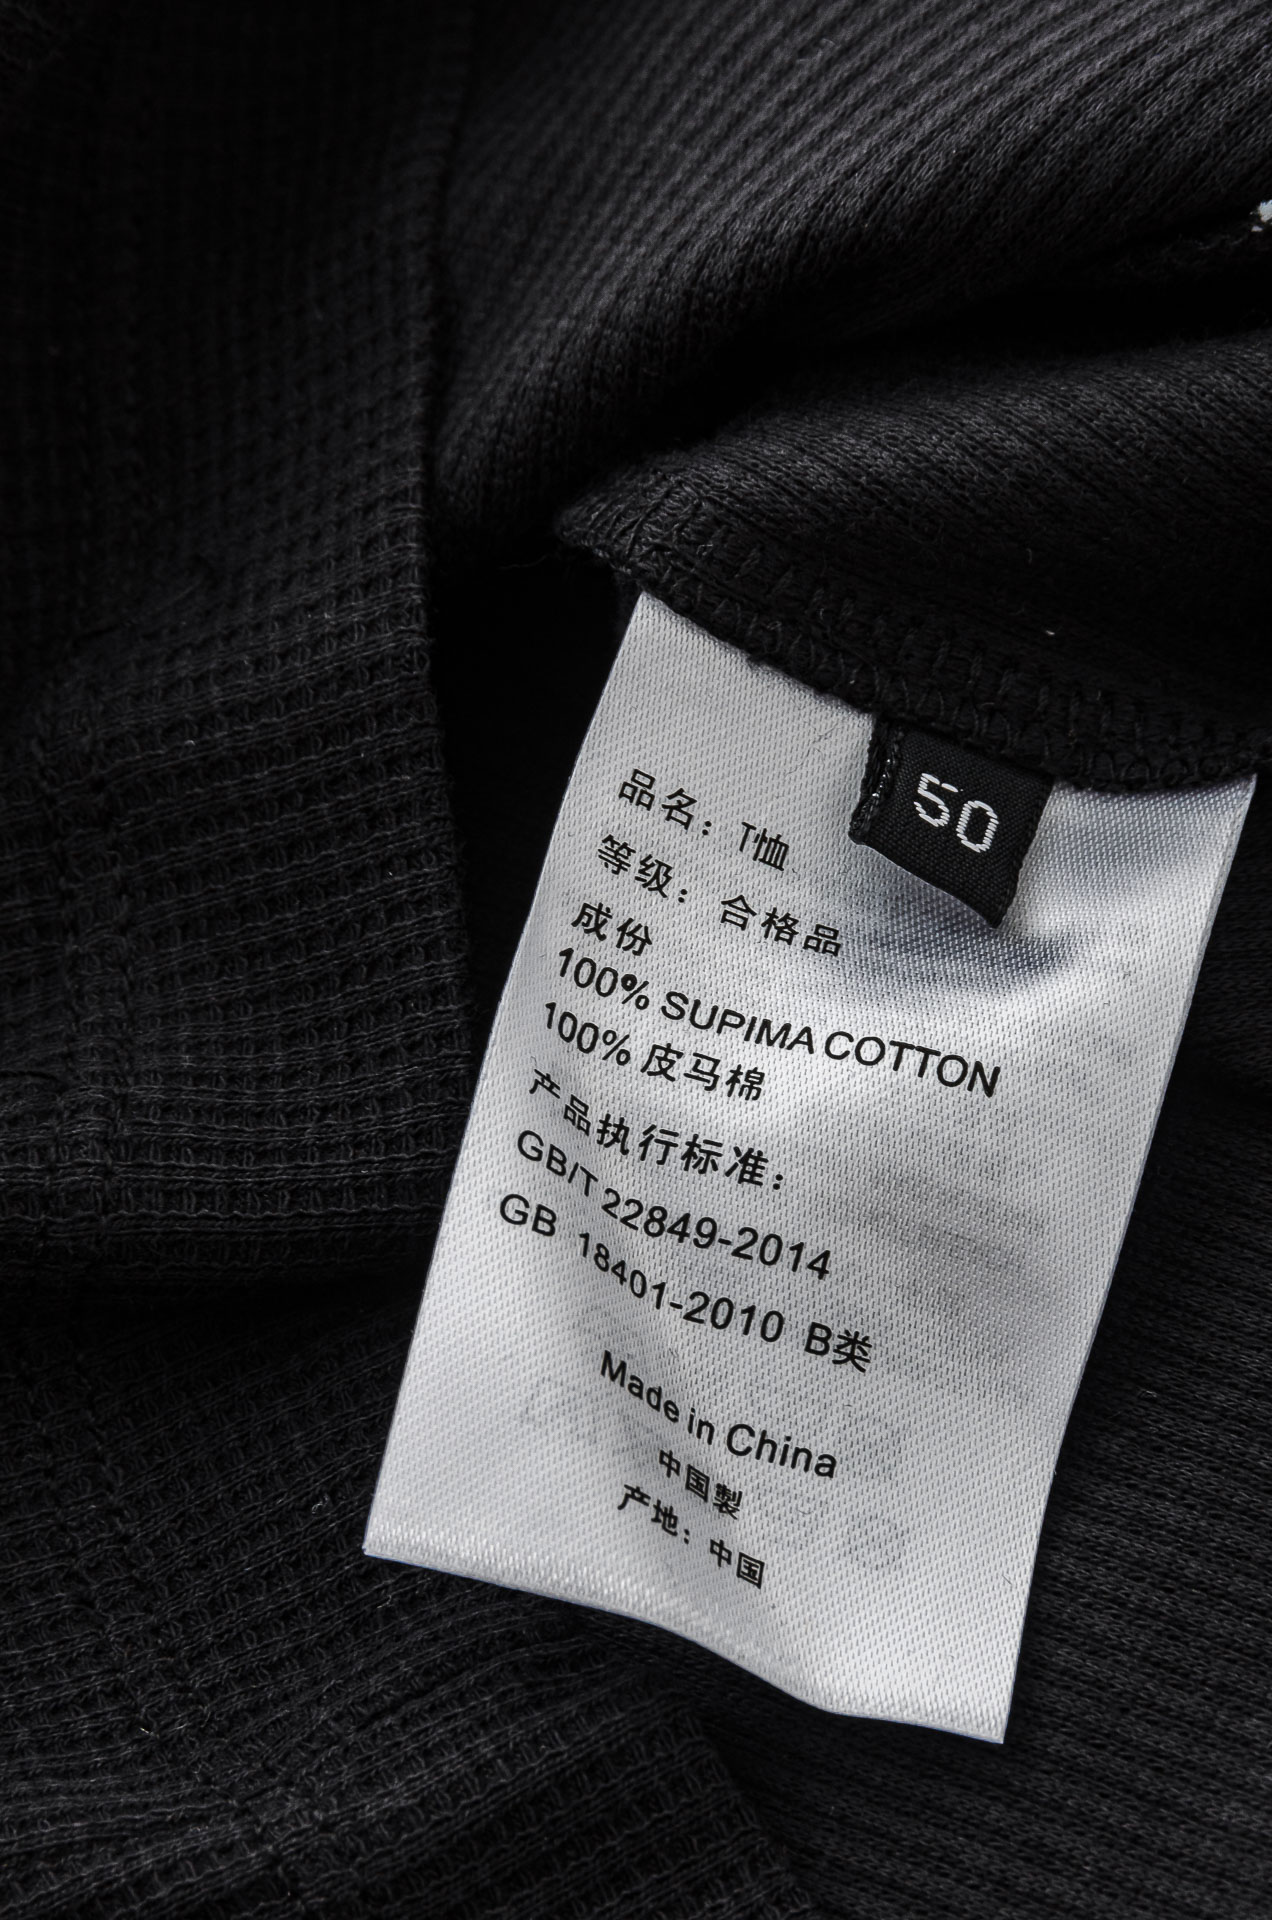 50
品名：T恤
等级：合格品
成份
100% SUPIMA COTTON
100% 皮马棉
产品执行标准：
GB/T 22849-2014
GB 18401-2010 B类
Made in China
中国製
产地：中国